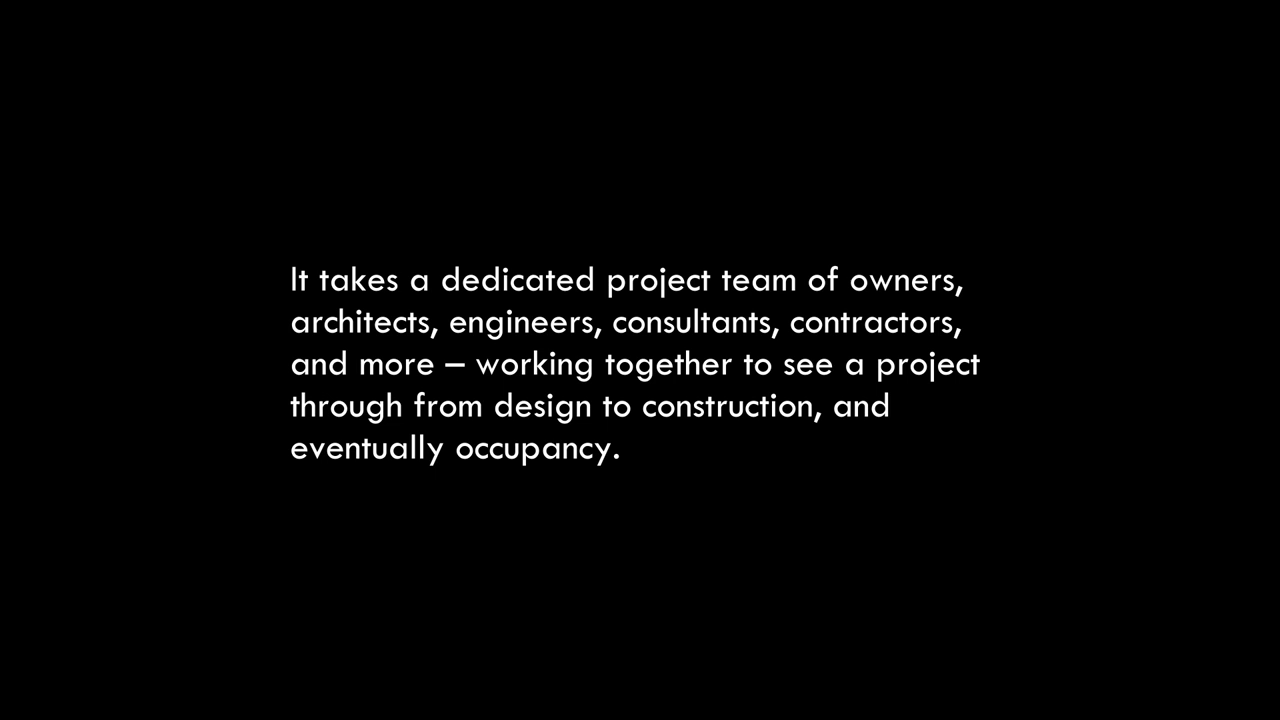 It takes a dedicated project team of owners,
architects, engineers, consultants, contractors,
and more – working together to see a project
through from design to construction, and
eventually occupancy.